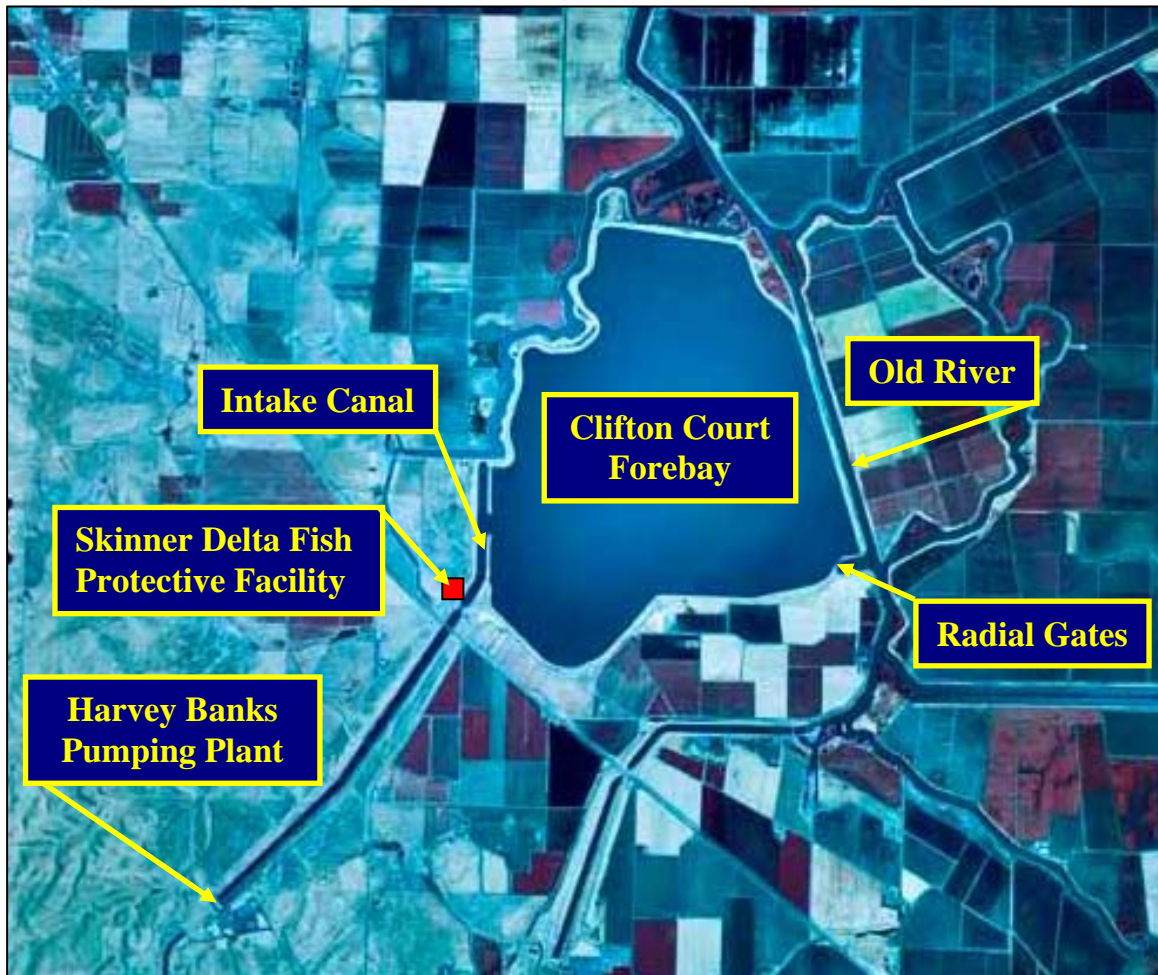 Intake Canal
Clifton Court
Forebay
Old River
Skinner Delta Fish
Protective Facility
Radial Gates
Harvey Banks
Pumping Plant